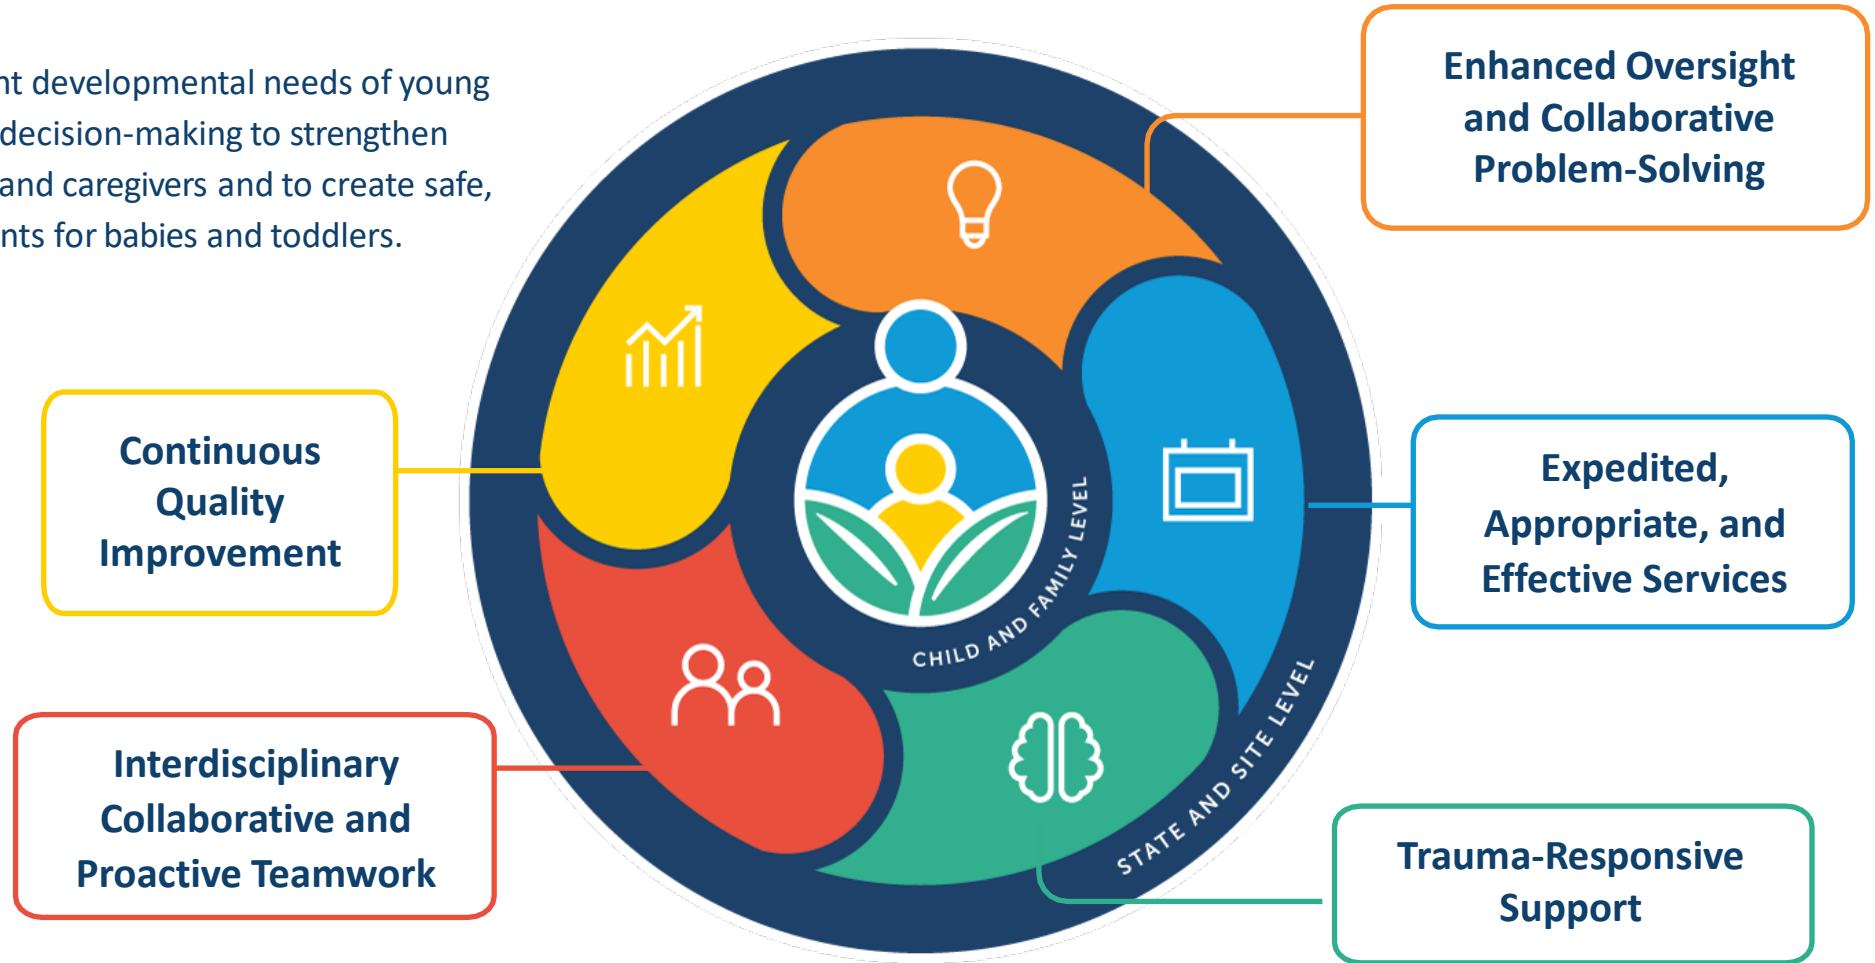 nt developmental needs of young
decision-making to strengthen
and caregivers and to create safe,
nts for babies and toddlers.
Enhanced Oversight
and Collaborative
Problem-Solving
Continuous
Quality
Improvement
Expedited,
Appropriate, and
Effective Services
CHILD AND FAMILY LEVEL
STATE AND SITE LEVEL
Interdisciplinary
Collaborative and
Proactive Teamwork
Trauma-Responsive
Support